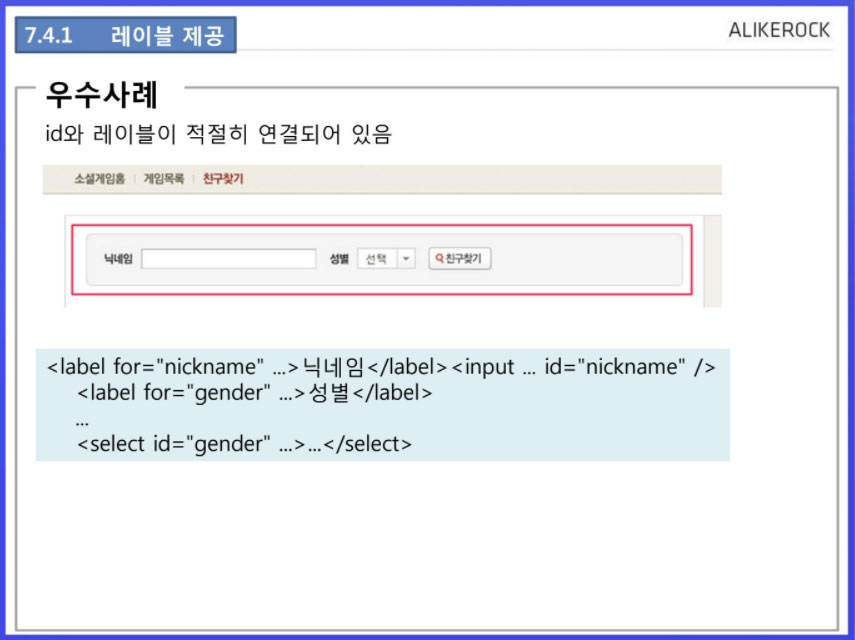 7.4.1 레이블 제공
ALIKEROCK
우수사례
id와 레이블이 적절히 연결되어 있음
소셜게임홈 게임목록 친구찾기
닉네임 성별 선택 친구찾기
<label for="nickname" ...>닉네임</label><input ... id="nickname" />
<label for="gender" ...>성별</label>
...
<select id="gender" ...>...</select>